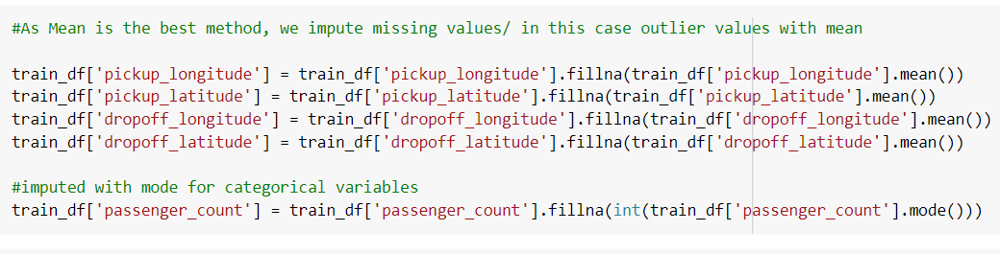 #As Mean is the best method, we impute missing values/ in this case outlier values with mean
train_df['pickup_longitude'] = train_df['pickup_longitude'].fillna(train_df['pickup_longitude'].mean())
train_df['pickup_latitude'] = train_df['pickup_latitude'].fillna(train_df['pickup_latitude'].mean())
train_df['dropoff_longitude'] = train_df['dropoff_longitude'].fillna(train_df['dropoff_longitude'].mean())
train_df['dropoff_latitude'] = train_df['dropoff_latitude'].fillna(train_df['dropoff_latitude'].mean())
#imputed with mode for categorical variables
train_df['passenger_count'] = train_df['passenger_count'].fillna(int(train_df['passenger_count'].mode()))